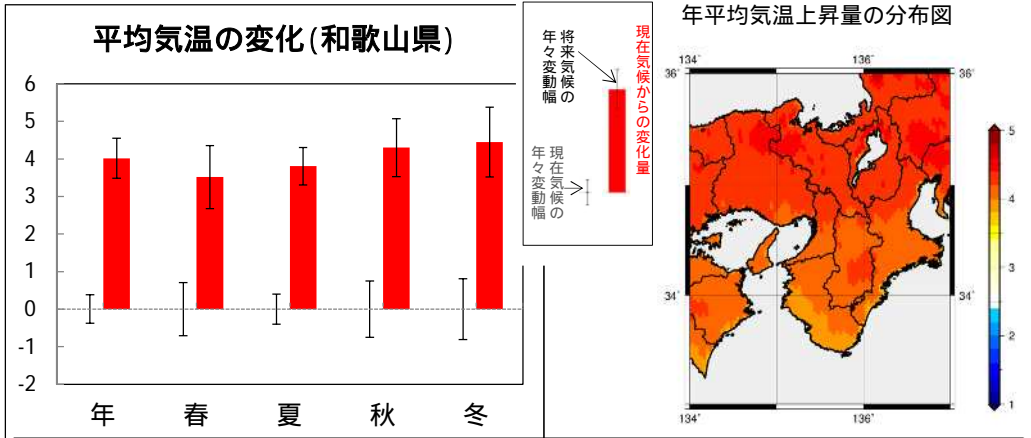 平均気温の変化(和歌山県)
6
5
4
3
2
1
0
-1
-2
年 春 夏 秋 冬
現在気候からの変化量
将来気候の
年々変動幅
現在気候の
年々変動幅
年平均気温上昇量の分布図
134° 136°
36° 36°
34° 34°
134° 136°
5
4
3
2
1